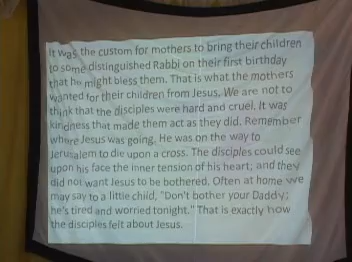 It was the custom for mothers to bring their children
to some distinguished Rabbi on their first birthday
that he might bless them. That is what the mothers
wanted for their children from Jesus. We are not to
think that the disciples were hard and cruel. It was
kindness that made them act as they did. Remember
where Jesus was going. He was on the way to
Jerusalem to die upon a cross. The disciples could see
upon his face the inner tension of his heart; and they
did not want Jesus to be bothered. Often at home we
may say to a little child, "Don't bother your Daddy;
he's tired and worried tonight." That is exactly how
the disciples felt about Jesus.